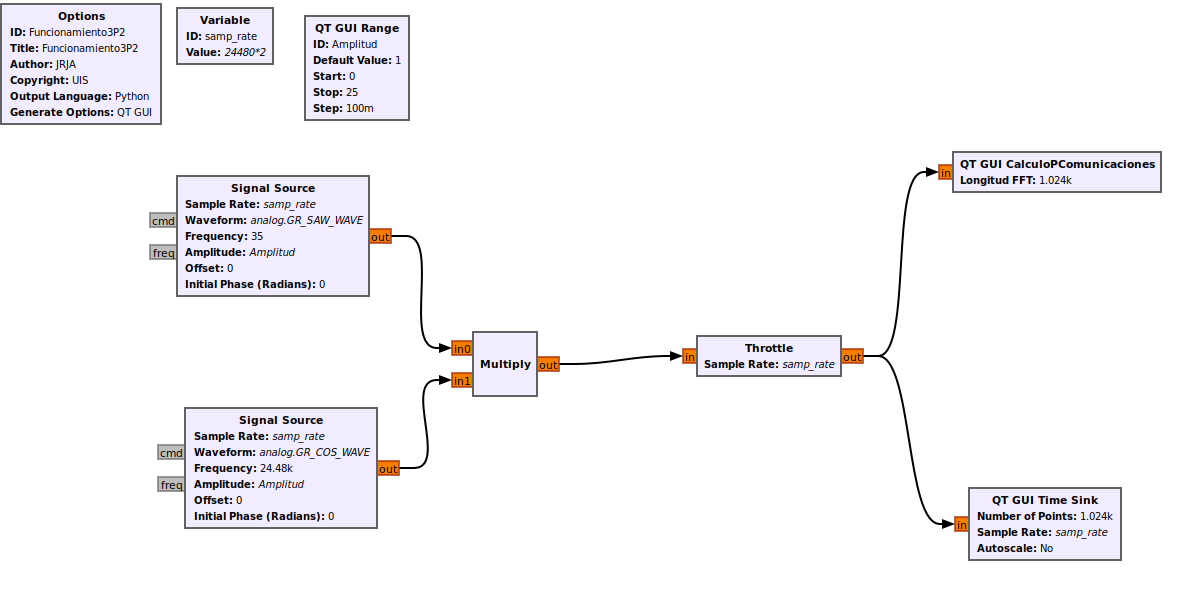 Options
ID: Funcionamiento3P2
Title: Funcionamiento3P2
Author: JRJA
Copyright: UIS
Output Language: Python
Generate Options: QT GUI
Variable
ID: samp_rate
Value: 24480*2
QT GUI Range
ID: Amplitud
Default Value: 1
Start: 0
Stop: 25
Step: 100m
Signal Source
Sample Rate: samp_rate
Waveform: analog.GR_SAW_WAVE
Frequency: 35
Amplitude: Amplitud
Offset: 0
Initial Phase (Radians): 0
cmd
freq
out
Signal Source
Sample Rate: samp_rate
Waveform: analog.GR_COS_WAVE
Frequency: 24.48k
Amplitude: Amplitud
Offset: 0
Initial Phase (Radians): 0
cmd
freq
out
in0
in1
Multiply
out
in
Throttle
Sample Rate: samp_rate
out
in
QT GUI CalculoPComunicaciones
Longitud FFT: 1.024k
in
QT GUI Time Sink
Number of Points: 1.024k
Sample Rate: samp_rate
Autoscale: No